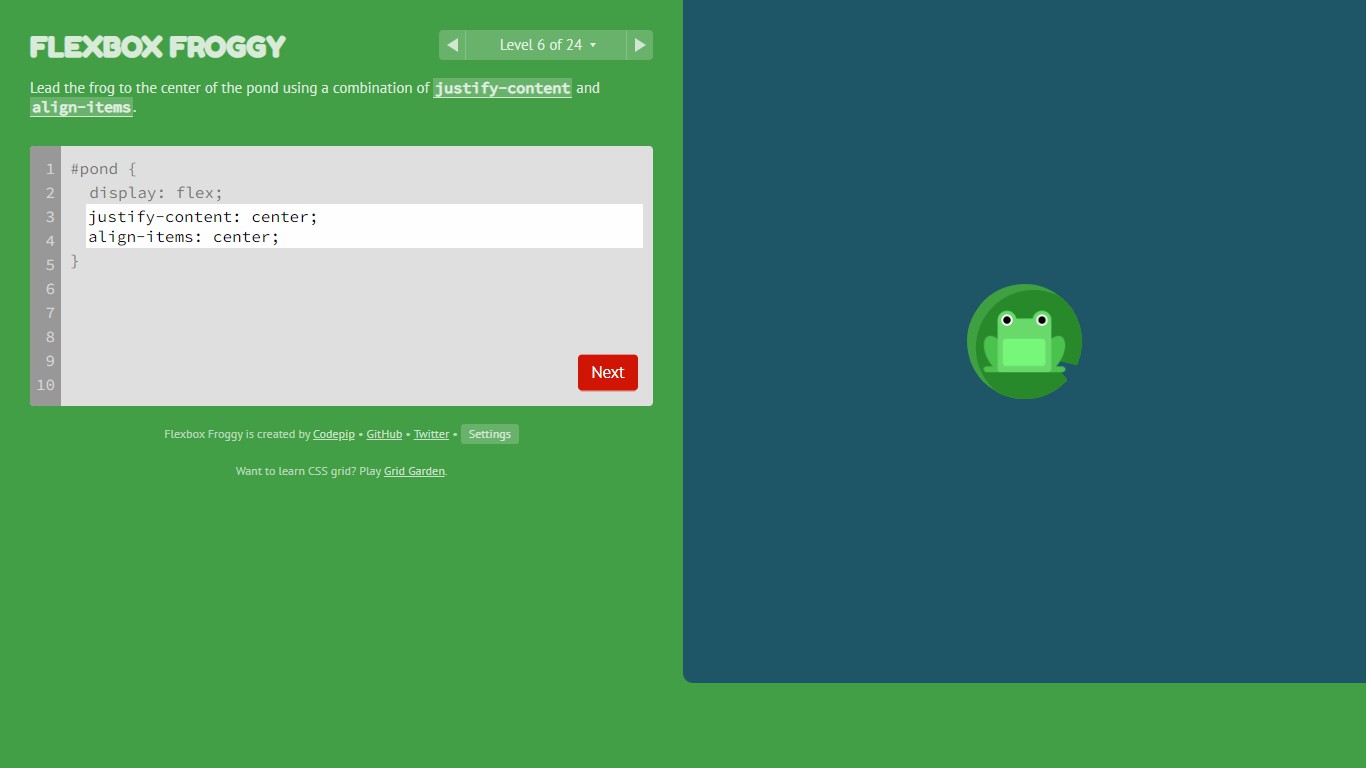 FLEXBOX FROGGY
Level 6 of 24
Lead the frog to the center of the pond using a combination of justify-content and
align-items.
1 #pond {
2 display: flex;
3 justify-content: center;
4 align-items: center;
5 }
6
7
8
9
10
Next
Flexbox Froggy is created by Codepip • GitHub • Twitter • Settings
Want to learn CSS grid? Play Grid Garden.